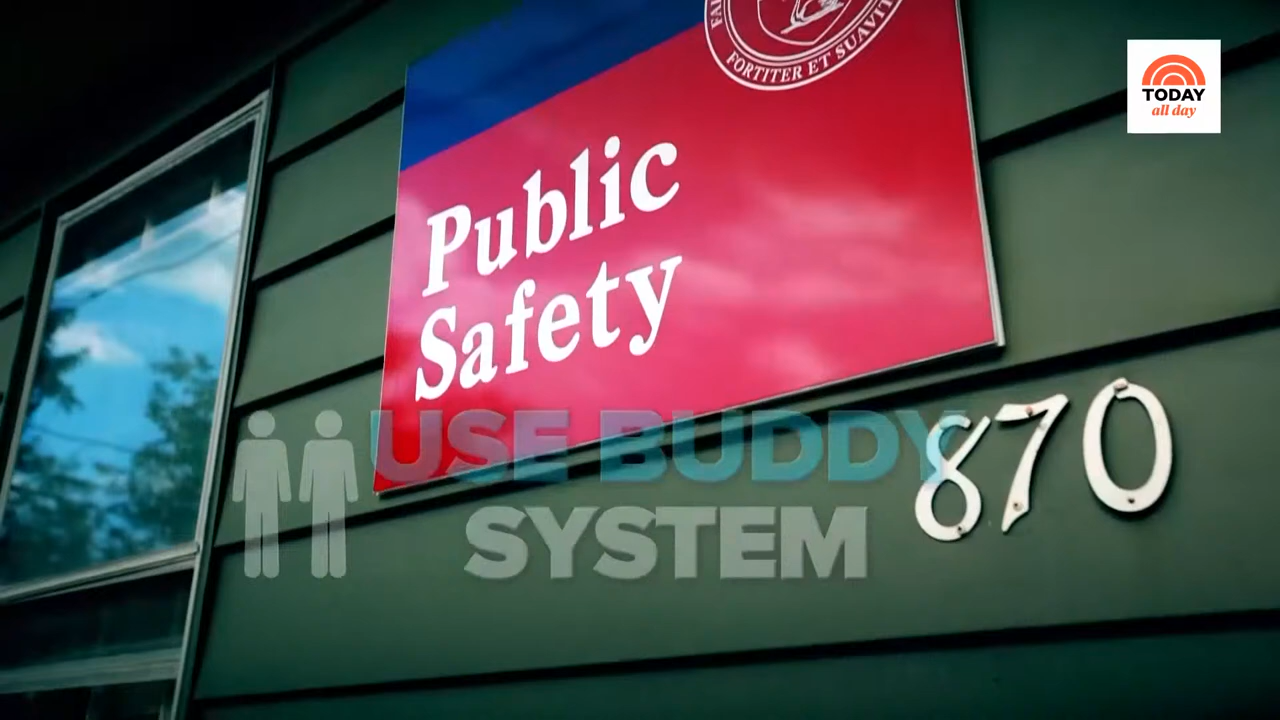 TODAY
all day
FORTITER ET SUAVIT
Public
Safety
870
USE BUDDY
SYSTEM